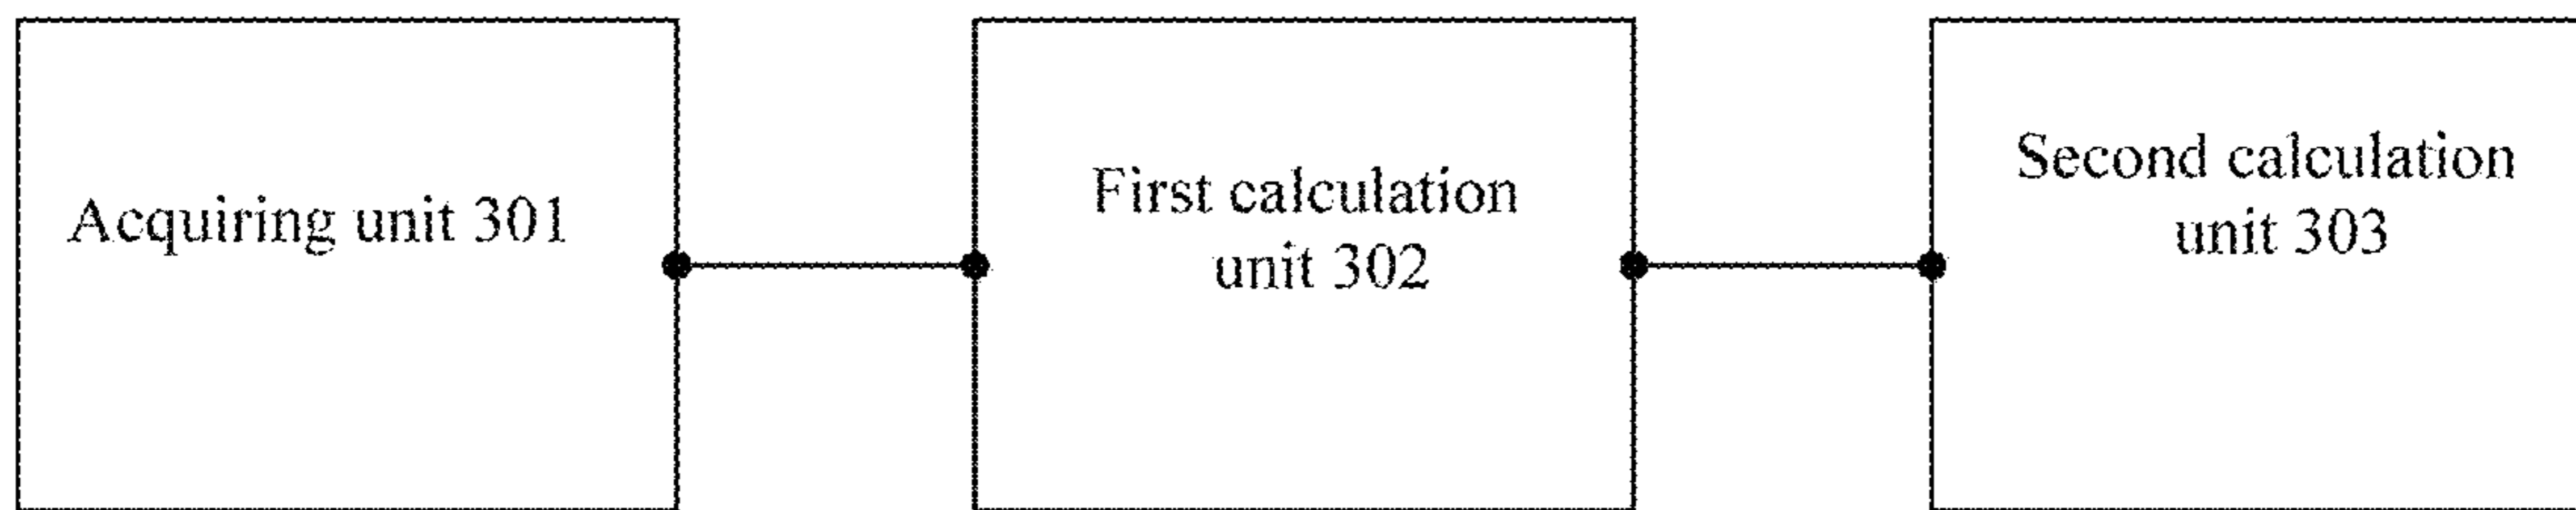 Acquiring unit 301
First calculation
unit 302
Second calculation
unit 303